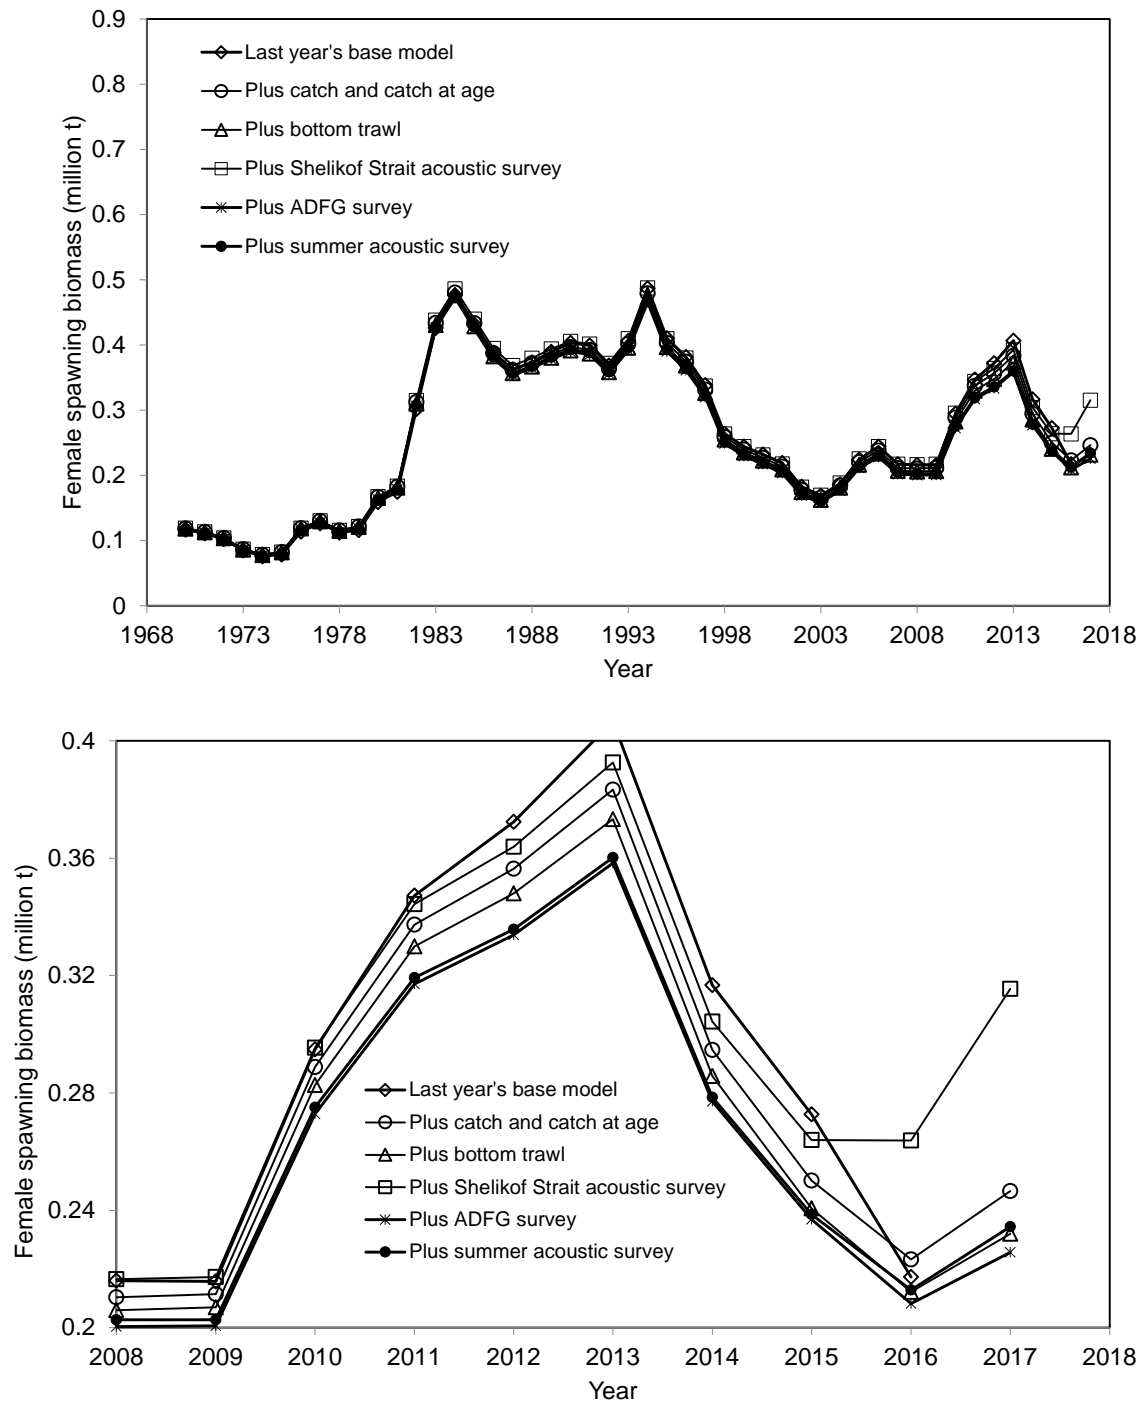 0.9
0.8
0.7
0.6
0.5
0.4
0.3
0.2
0.1
0
Female spawning biomass (million t)
Last year's base model
Plus catch and catch at age
Plus bottom trawl
Plus Shelikof Strait acoustic survey
Plus ADFG survey
Plus summer acoustic survey
1968 1973 1978 1983 1988 1993 1998 2003 2008 2013 2018
Year
0.4
0.36
0.32
0.28
0.24
0.2
Female spawning biomass (million t)
Last year's base model
Plus catch and catch at age
Plus bottom trawl
Plus Shelikof Strait acoustic survey
Plus ADFG survey
Plus summer acoustic survey
2008 2009 2010 2011 2012 2013 2014 2015 2016 2017 2018
Year